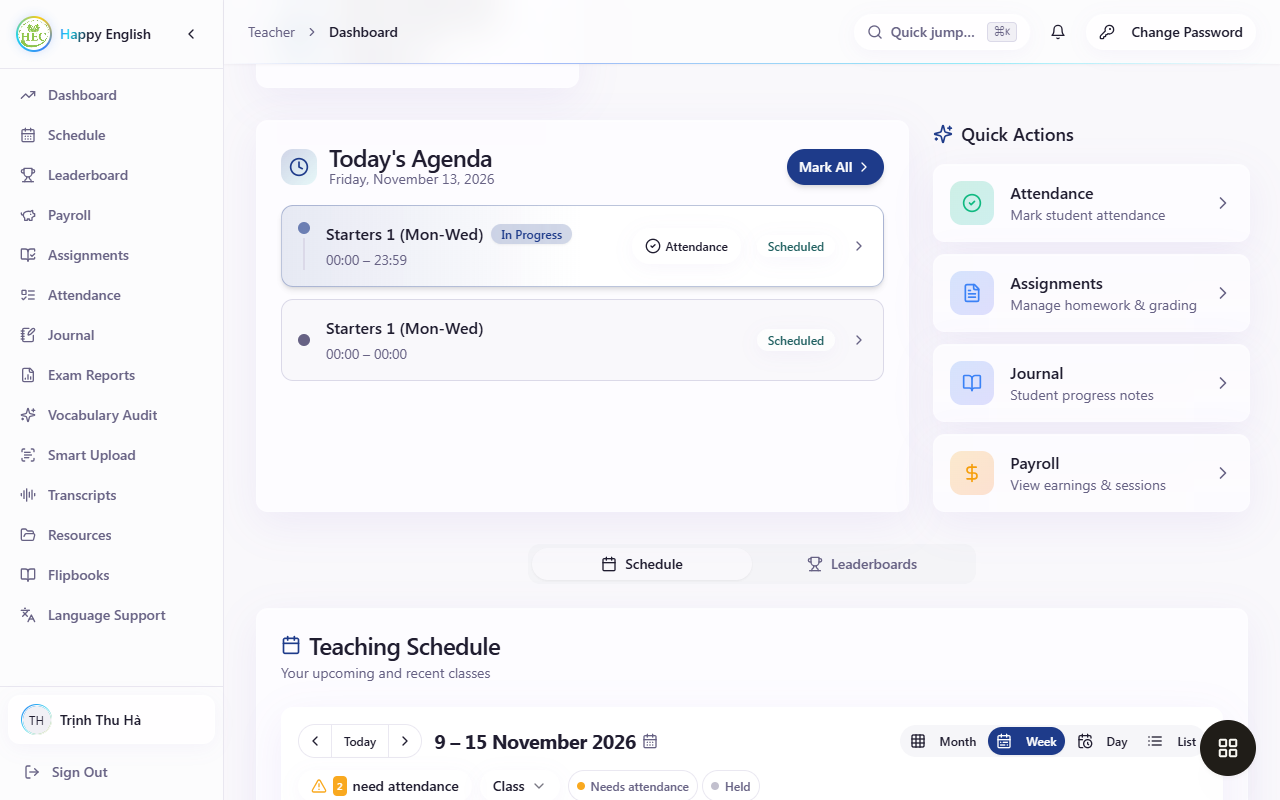 HEC
Happy English
Teacher
Dashboard
Quick jump...
⌘K
Change Password
Dashboard
Schedule
Leaderboard
Payroll
Assignments
Attendance
Journal
Exam Reports
Vocabulary Audit
Smart Upload
Transcripts
Resources
Flipbooks
Language Support
TH
Trịnh Thu Hà
Sign Out
Today's Agenda
Friday, November 13, 2026
Mark All
Starters 1 (Mon-Wed)
In Progress
00:00 – 23:59
Attendance
Scheduled
Starters 1 (Mon-Wed)
00:00 – 00:00
Scheduled
Quick Actions
Attendance
Mark student attendance
Assignments
Manage homework & grading
Journal
Student progress notes
Payroll
View earnings & sessions
Schedule
Leaderboards
Teaching Schedule
Your upcoming and recent classes
Today
9 – 15 November 2026
Month
Week
Day
List
2 need attendance
Class
Needs attendance
Held